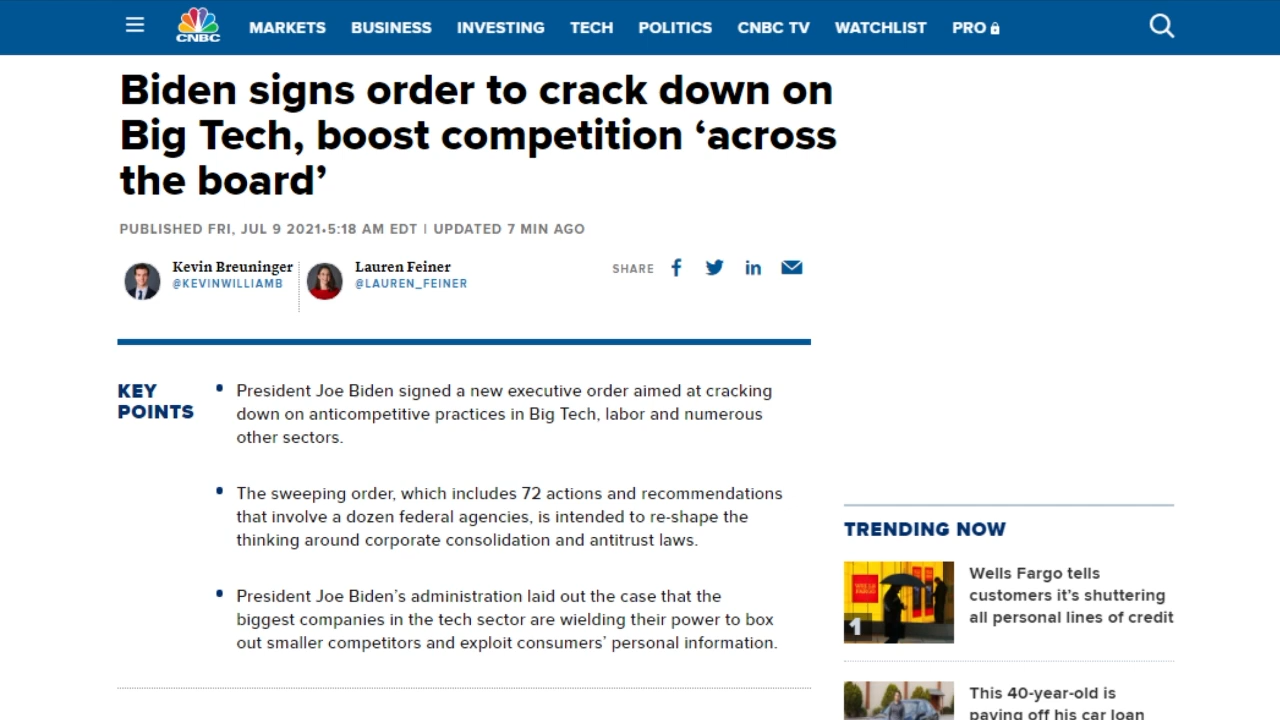 CNBC
MARKETS BUSINESS INVESTING TECH POLITICS CNBC TV WATCHLIST PRO
Biden signs order to crack down on
Big Tech, boost competition ‘across
the board’
PUBLISHED FRI, JUL 9 2021•5:18 AM EDT | UPDATED 7 MIN AGO
Kevin Breuninger
@KEVINWILLIAMB
Lauren Feiner
@LAUREN_FEINER
SHARE
KEY
POINTS
• President Joe Biden signed a new executive order aimed at cracking
down on anticompetitive practices in Big Tech, labor and numerous
other sectors.
• The sweeping order, which includes 72 actions and recommendations
that involve a dozen federal agencies, is intended to re-shape the
thinking around corporate consolidation and antitrust laws.
• President Joe Biden’s administration laid out the case that the
biggest companies in the tech sector are wielding their power to box
out smaller competitors and exploit consumers’ personal information.
TRENDING NOW
WELLS
FARGO
1
Wells Fargo tells
customers it’s shuttering
all personal lines of credit
This 40-year-old is
paying off his car loan